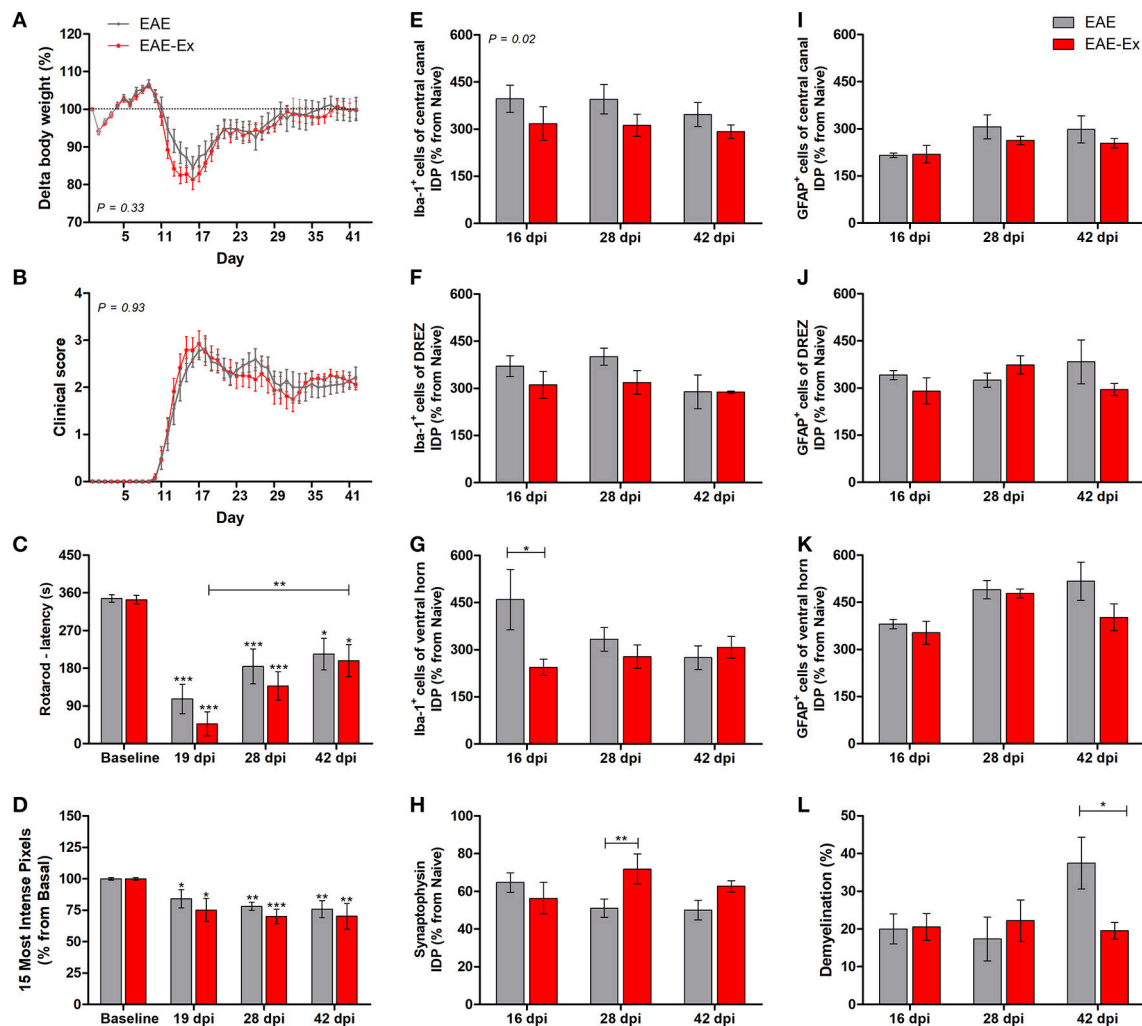 A
EAE
EAE-Ex
Delta body weight (%)
120
110
100
90
80
70
P = 0.33
5 11 17 23 29 35 41
Day
B
Clinical score
4
3
2
1
0
P = 0.93
5 11 17 23 29 35 41
Day
C
Rotarod - latency (s)
450
360
270
180
90
0
**
*** *** *** *** * *
Baseline 19 dpi 28 dpi 42 dpi
D
15 Most Intense Pixels
(% from Basal)
150
125
100
75
50
25
0
* * ** *** ** **
Baseline 19 dpi 28 dpi 42 dpi
E
Iba-1+ cells of central canal
IDP (% from Naive)
600
450
300
150
0
P = 0.02
16 dpi 28 dpi 42 dpi
F
Iba-1+ cells of DREZ
IDP (% from Naive)
600
450
300
150
0
16 dpi 28 dpi 42 dpi
G
Iba-1+ cells of ventral horn
IDP (% from Naive)
600
450
300
150
0
*
16 dpi 28 dpi 42 dpi
H
Synaptophysin
IDP (% from Naive)
100
80
60
40
20
0
**
16 dpi 28 dpi 42 dpi
I
EAE
EAE-Ex
GFAP+ cells of central canal
IDP (% from Naive)
600
450
300
150
0
16 dpi 28 dpi 42 dpi
J
GFAP+ cells of DREZ
IDP (% from Naive)
600
450
300
150
0
16 dpi 28 dpi 42 dpi
K
GFAP+ cells of ventral horn
IDP (% from Naive)
600
450
300
150
0
16 dpi 28 dpi 42 dpi
L
Demyelination (%)
50
40
30
20
10
0
*
16 dpi 28 dpi 42 dpi